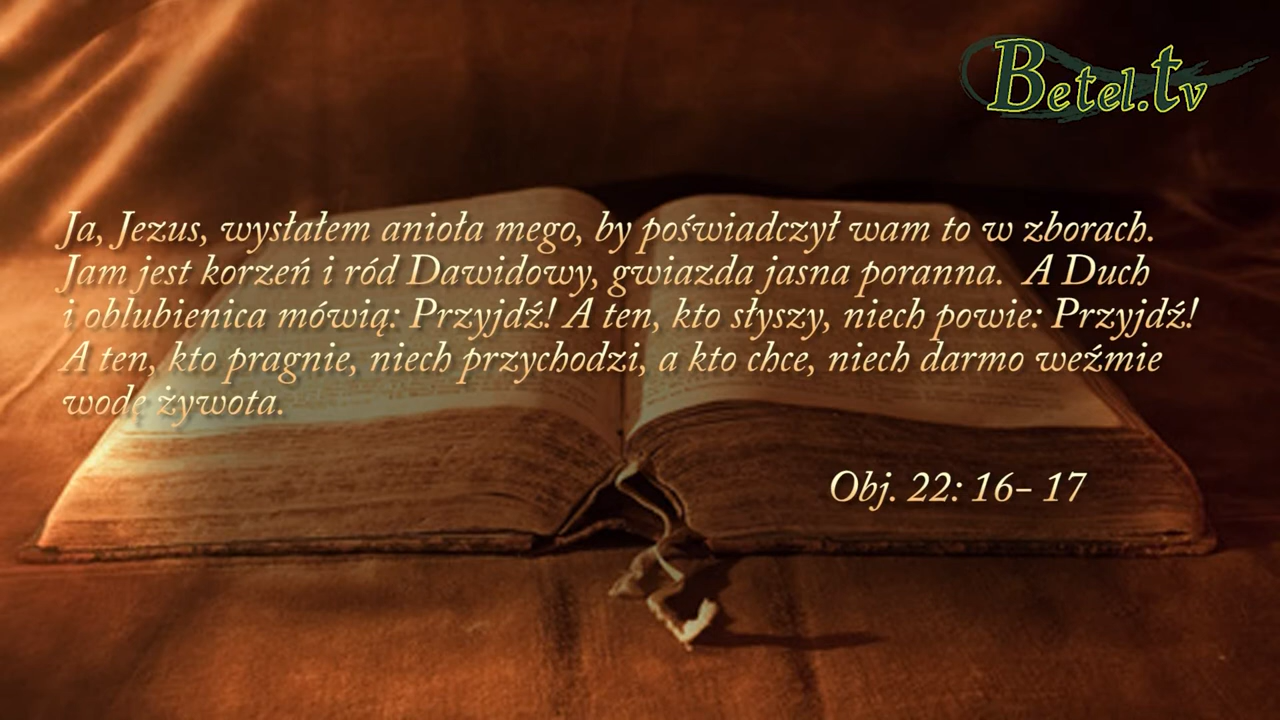 Betel.tv
Ja, Jezus, wysłałem anioła mego, by poświadczył wam to w zborach.
Jam jest korzeń i ród Dawidowy, gwiazda jasna poranna. A Duch
i oblubienica mówią: Przyjdź! A ten, kto słyszy, niech powie: Przyjdź!
A ten, kto pragnie, niech przychodzi, a kto chce, niech darmo weźmie
wodę żywota.
Obj. 22: 16- 17